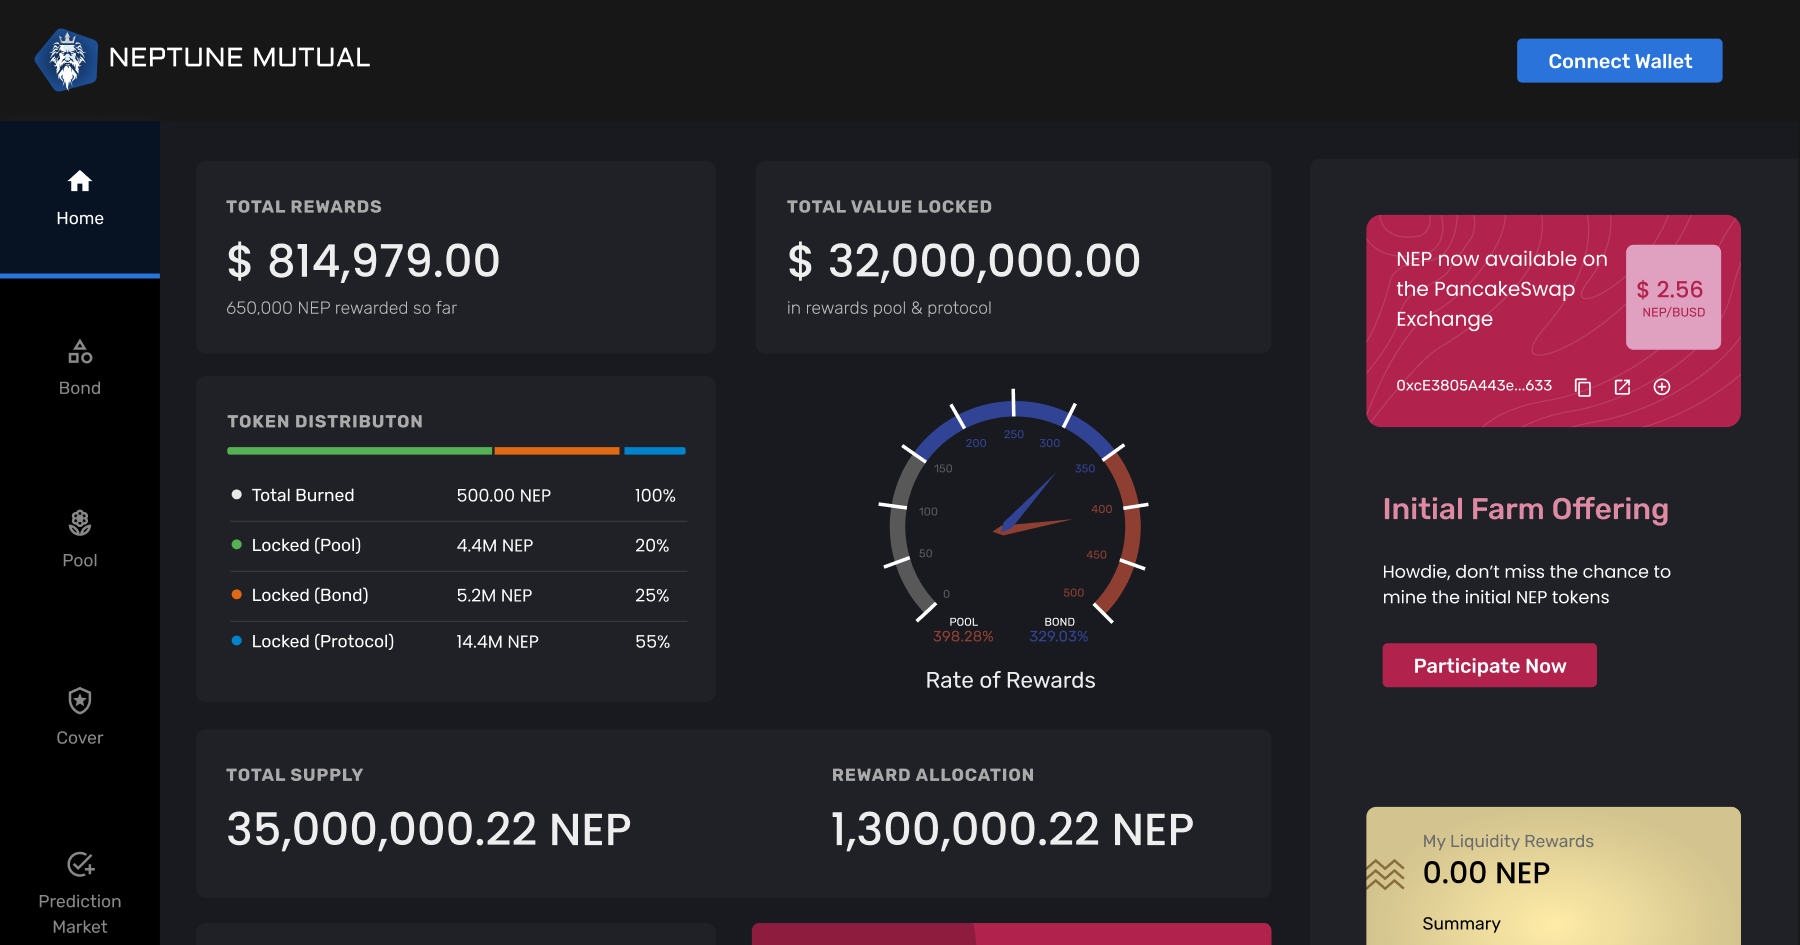 NEPTUNE MUTUAL
Connect Wallet
Home
Bond
Pool
Cover
Prediction
Market
TOTAL REWARDS
$ 814,979.00
650,000 NEP rewarded so far
TOTAL VALUE LOCKED
$ 32,000,000.00
in rewards pool & protocol
TOKEN DISTRIBUTON
Total Burned 500.00 NEP 100%
Locked (Pool) 4.4M NEP 20%
Locked (Bond) 5.2M NEP 25%
Locked (Protocol) 14.4M NEP 55%
0
50
100
150
200
250
300
350
400
450
500
POOL
398.28%
BOND
329.03%
Rate of Rewards
TOTAL SUPPLY
35,000,000.22 NEP
REWARD ALLOCATION
1,300,000.22 NEP
NEP now available on
the PancakeSwap
Exchange
$ 2.56
NEP/BUSD
0xcE3805A443e...633
Initial Farm Offering
Howdie, don't miss the chance to
mine the initial NEP tokens
Participate Now
My Liquidity Rewards
0.00 NEP
Summary